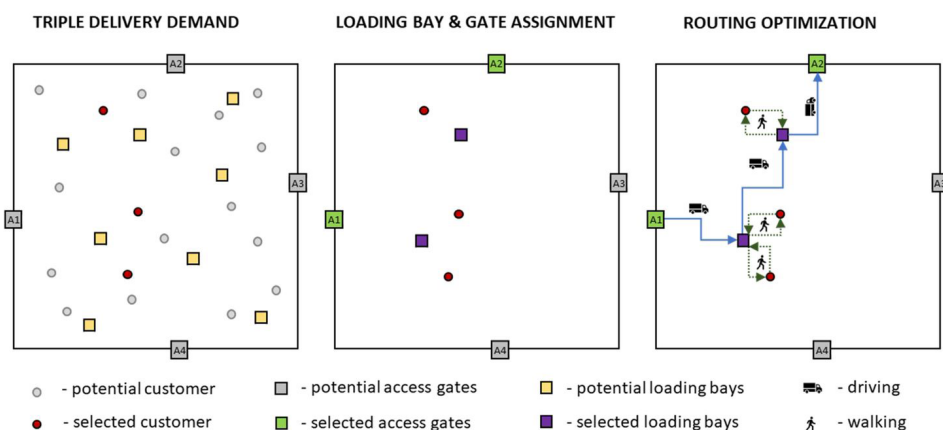 TRIPLE DELIVERY DEMAND
LOADING BAY & GATE ASSIGNMENT
ROUTING OPTIMIZATION
A2
A3
A1
A4
A2
A3
A1
A4
A2
A3
A1
A4
- potential customer
- potential access gates
- potential loading bays
- driving
- selected customer
- selected access gates
- selected loading bays
- walking